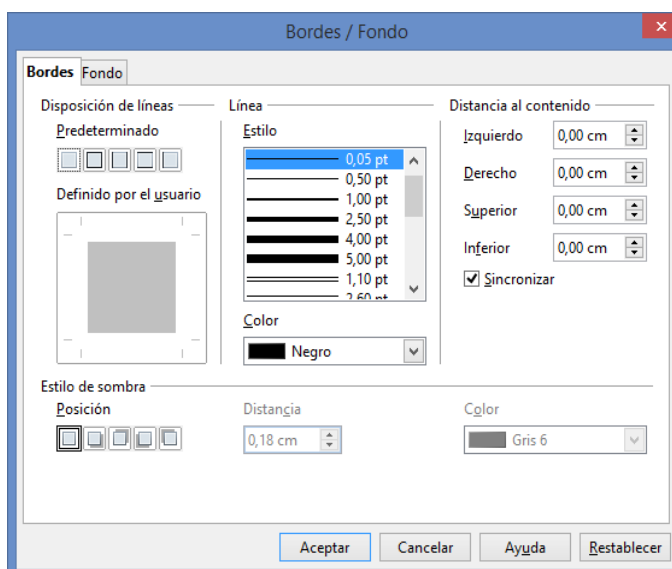 Bordes / Fondo
Bordes Fondo
Disposición de líneas
Predeterminado
Definido por el usuario
Línea
Estilo
0,05 pt
0,50 pt
1,00 pt
2,50 pt
4,00 pt
5,00 pt
1,10 pt
2,60 pt
Color
Negro
Distancia al contenido
Izquierdo 0,00 cm
Derecho 0,00 cm
Superior 0,00 cm
Inferior 0,00 cm
Sincronizar
Estilo de sombra
Posición
Distancia
0,18 cm
Color
Gris 6
Aceptar Cancelar Ayuda Restablecer